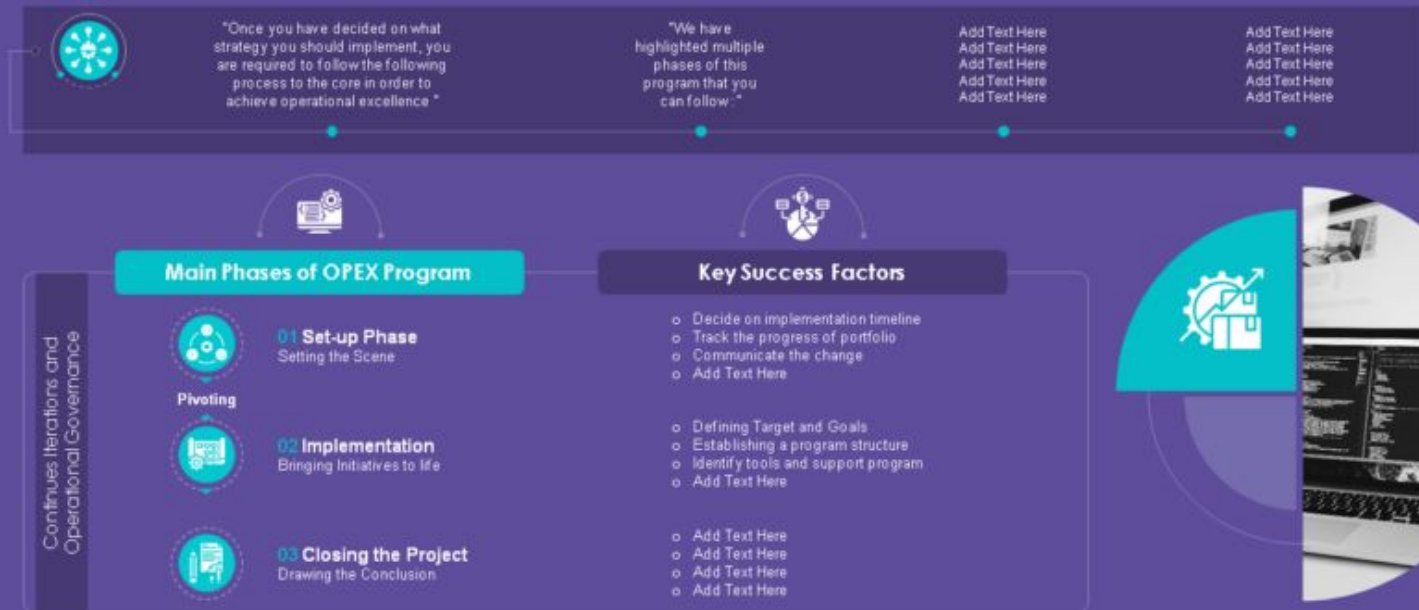 "Once you have decided on what
strategy you should implement, you
are required to follow the following
process to the core in order to
achieve operational excellence "
"We have
highlighted multiple
phases of this
program that you
can follow :"
Add Text Here
Add Text Here
Add Text Here
Add Text Here
Add Text Here
Add Text Here
Add Text Here
Add Text Here
Add Text Here
Add Text Here
Continues Iterations and
Operational Governance
Main Phases of OPEX Program
01 Set-up Phase
Setting the Scene
Pivoting
02 Implementation
Bringing Initiatives to life
03 Closing the Project
Drawing the Conclusion
Key Success Factors
o Decide on implementation timeline
o Track the progress of portfolio
o Communicate the change
o Add Text Here
o Defining Target and Goals
o Establishing a program structure
o Identify tools and support program
o Add Text Here
o Add Text Here
o Add Text Here
o Add Text Here
o Add Text Here